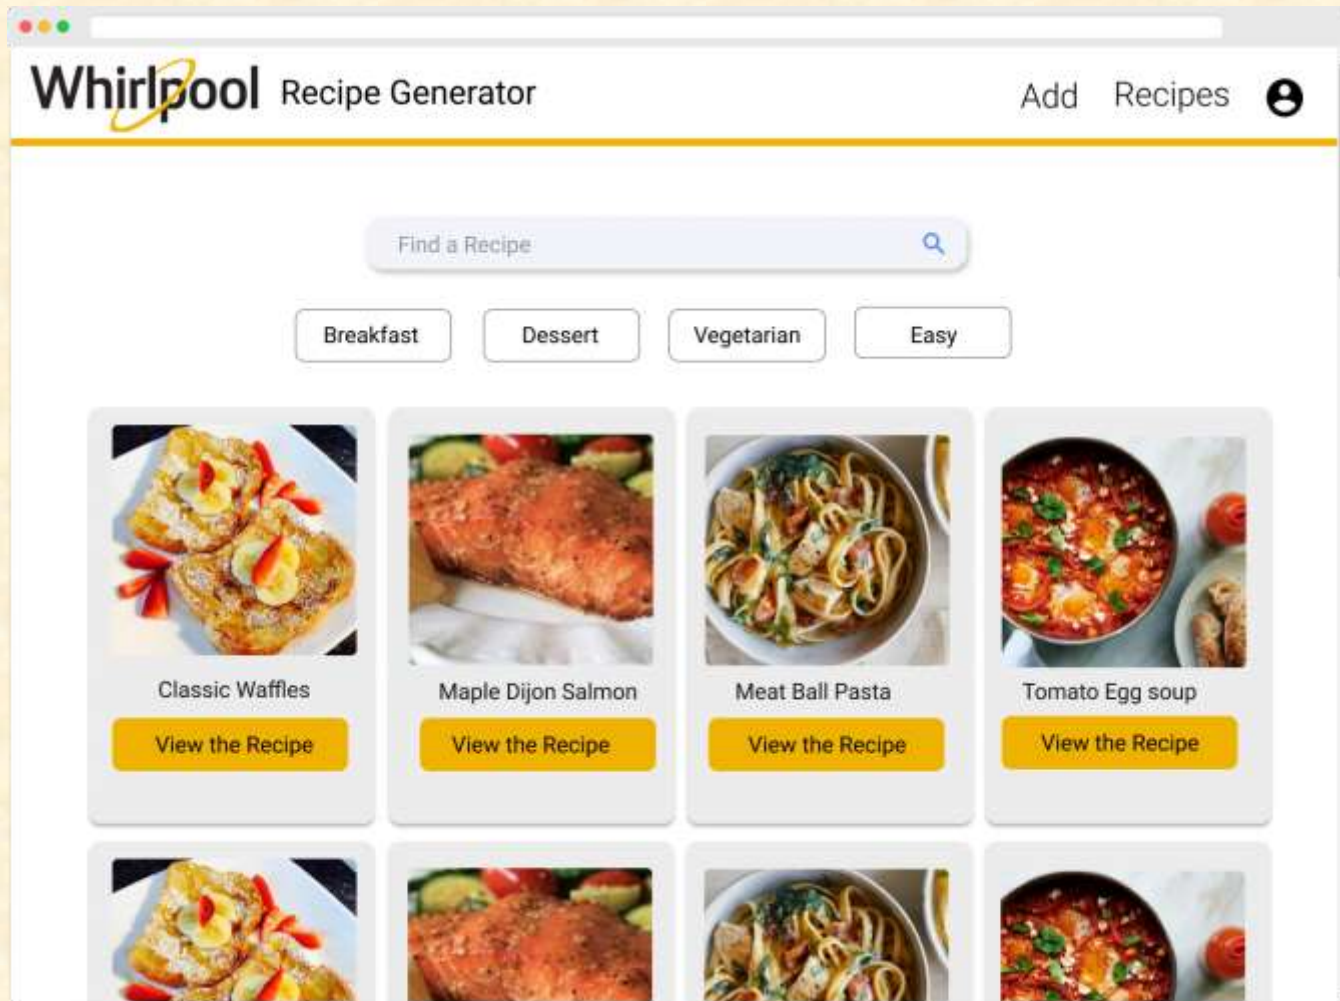 Whirlpool Recipe Generator Add Recipes
Find a Recipe
Breakfast Dessert Vegetarian Easy
Classic Waffles Maple Dijon Salmon Meat Ball Pasta Tomato Egg soup
View the Recipe View the Recipe View the Recipe View the Recipe